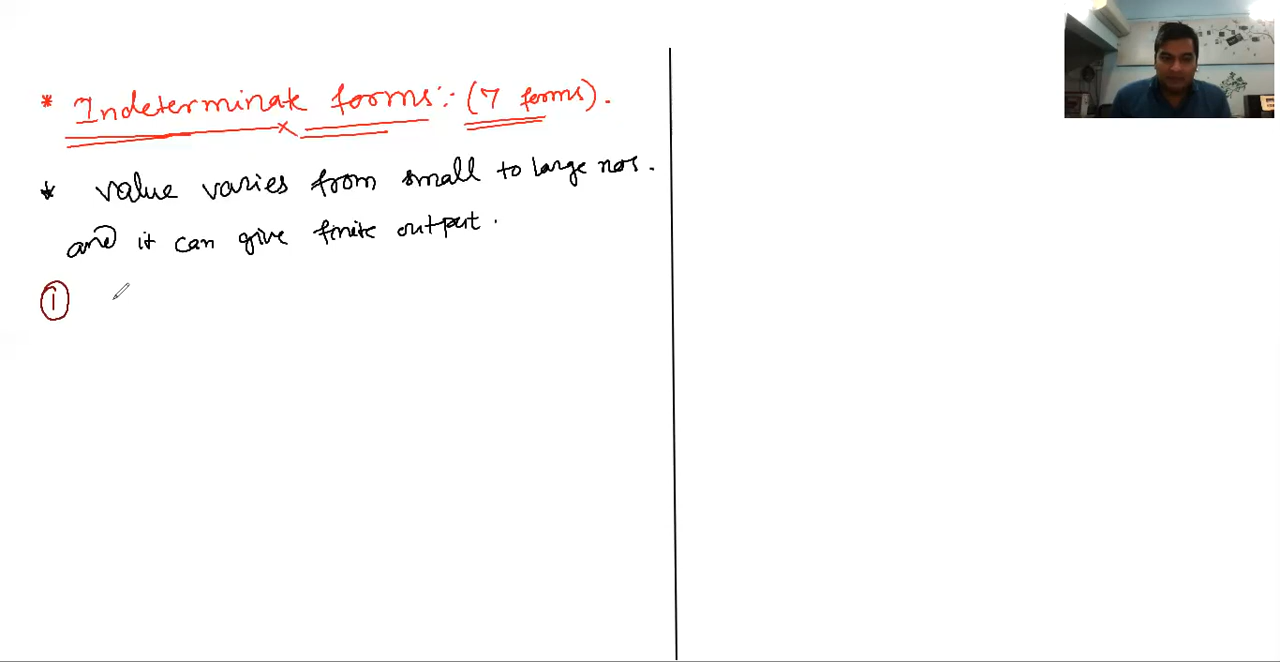 * Indeterminate forms:- (7 forms).
* value varies from small to large nos.
and it can give finite output.
1